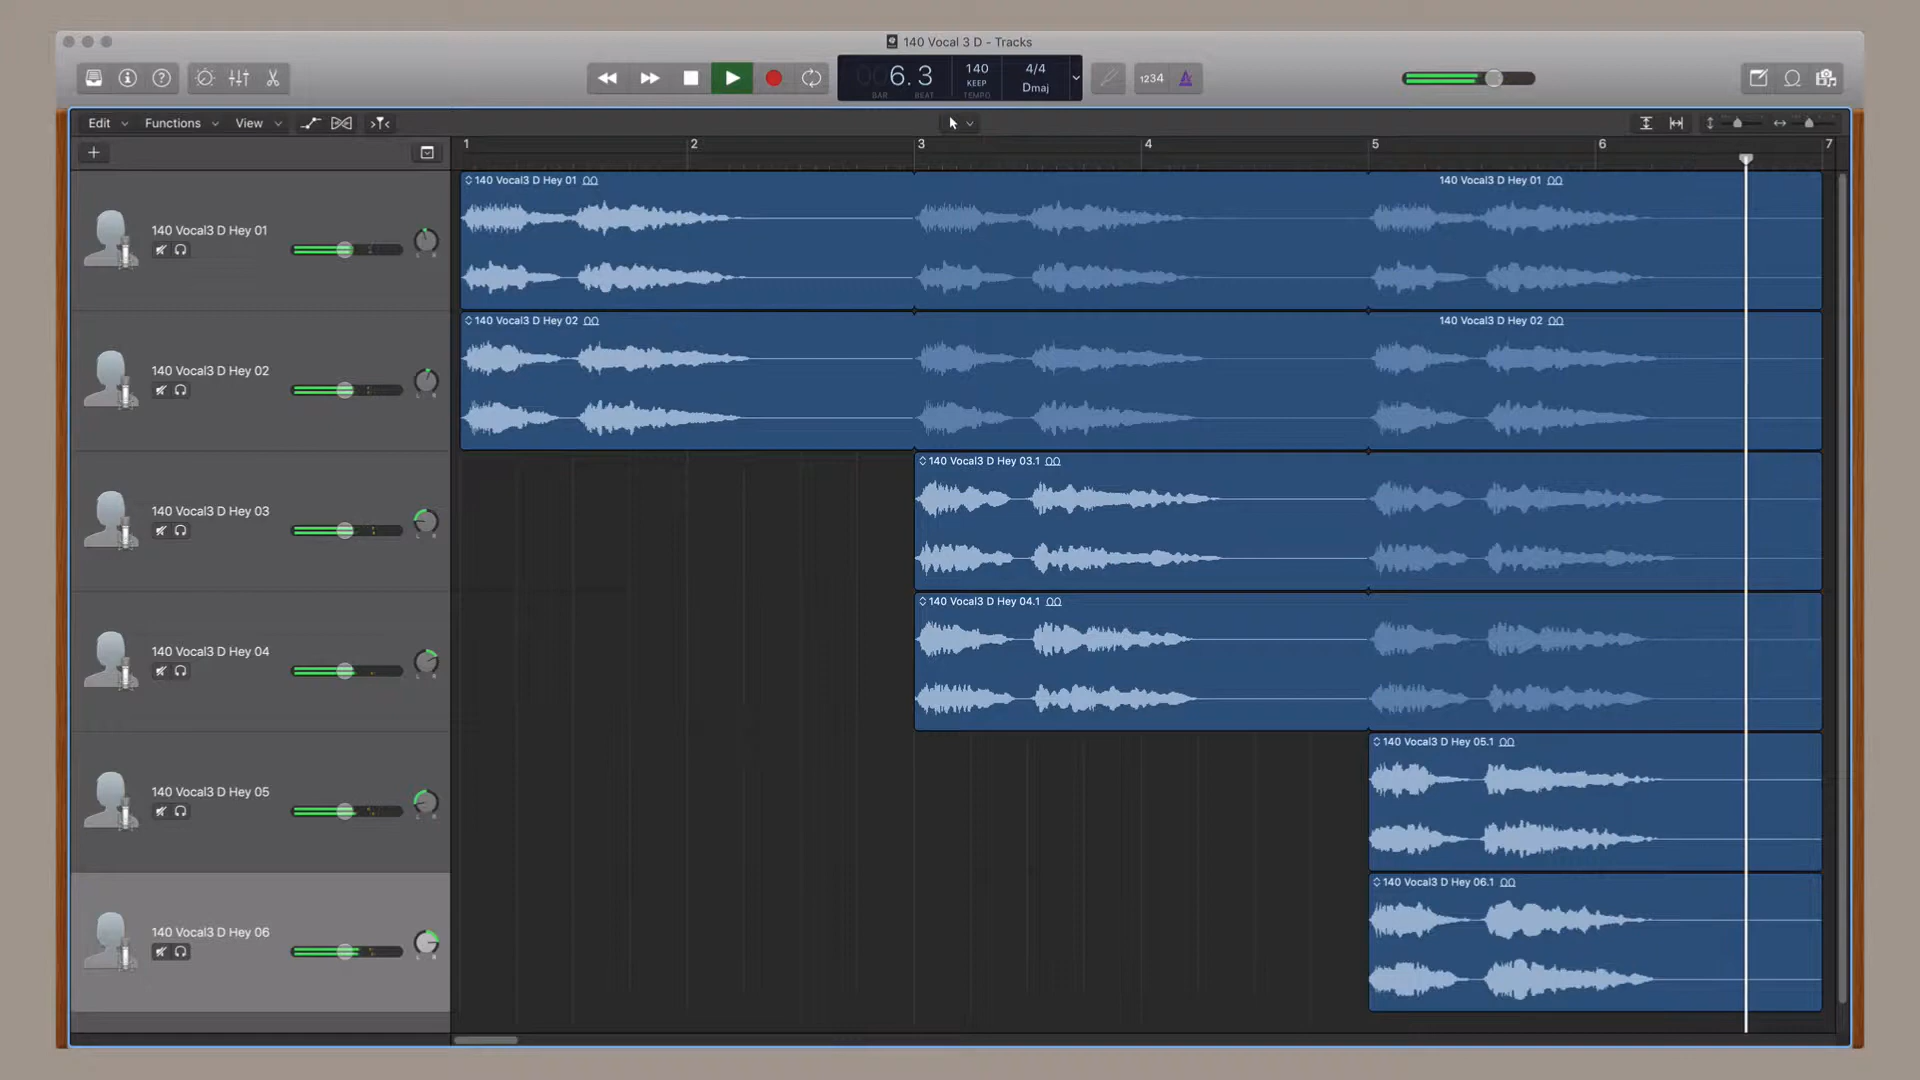 140 Vocal 3 D - Tracks
006.3
BAR BEAT
140
KEEP
TEMPO
4/4
Dmaj
1234
Edit Functions View
1 2 3 4 5 6 7
140 Vocal3 D Hey 01
140 Vocal3 D Hey 01
140 Vocal3 D Hey 01
L R
140 Vocal3 D Hey 02
140 Vocal3 D Hey 02
140 Vocal3 D Hey 02
L R
140 Vocal3 D Hey 03
140 Vocal3 D Hey 03.1
L R
140 Vocal3 D Hey 04
140 Vocal3 D Hey 04.1
L R
140 Vocal3 D Hey 05
140 Vocal3 D Hey 05.1
L R
140 Vocal3 D Hey 06
140 Vocal3 D Hey 06.1
L R